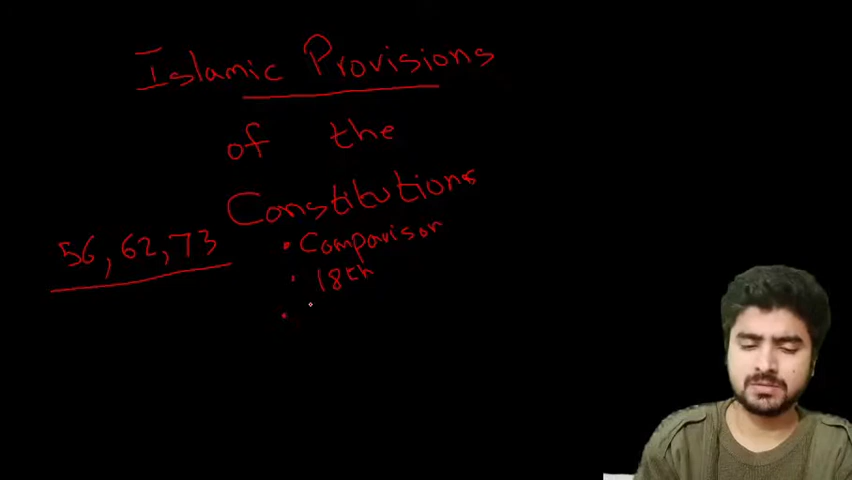 Islamic Provisions
of the
Constitutions
56, 62, 73
• Comparison
• 18th
•